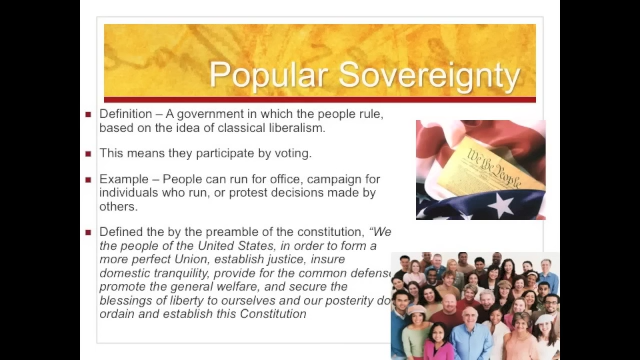 Popular Sovereignty
Definition – A government in which the people rule,
based on the idea of classical liberalism.
This means they participate by voting.
Example – People can run for office, campaign for
individuals who run, or protest decisions made by
others.
Defined the by the preamble of the constitution, “We
the people of the United States, in order to form a
more perfect Union, establish justice, insure
domestic tranquility, provide for the common defense
promote the general welfare, and secure the
blessings of liberty to ourselves and our posterity do
ordain and establish this Constitution
We the People